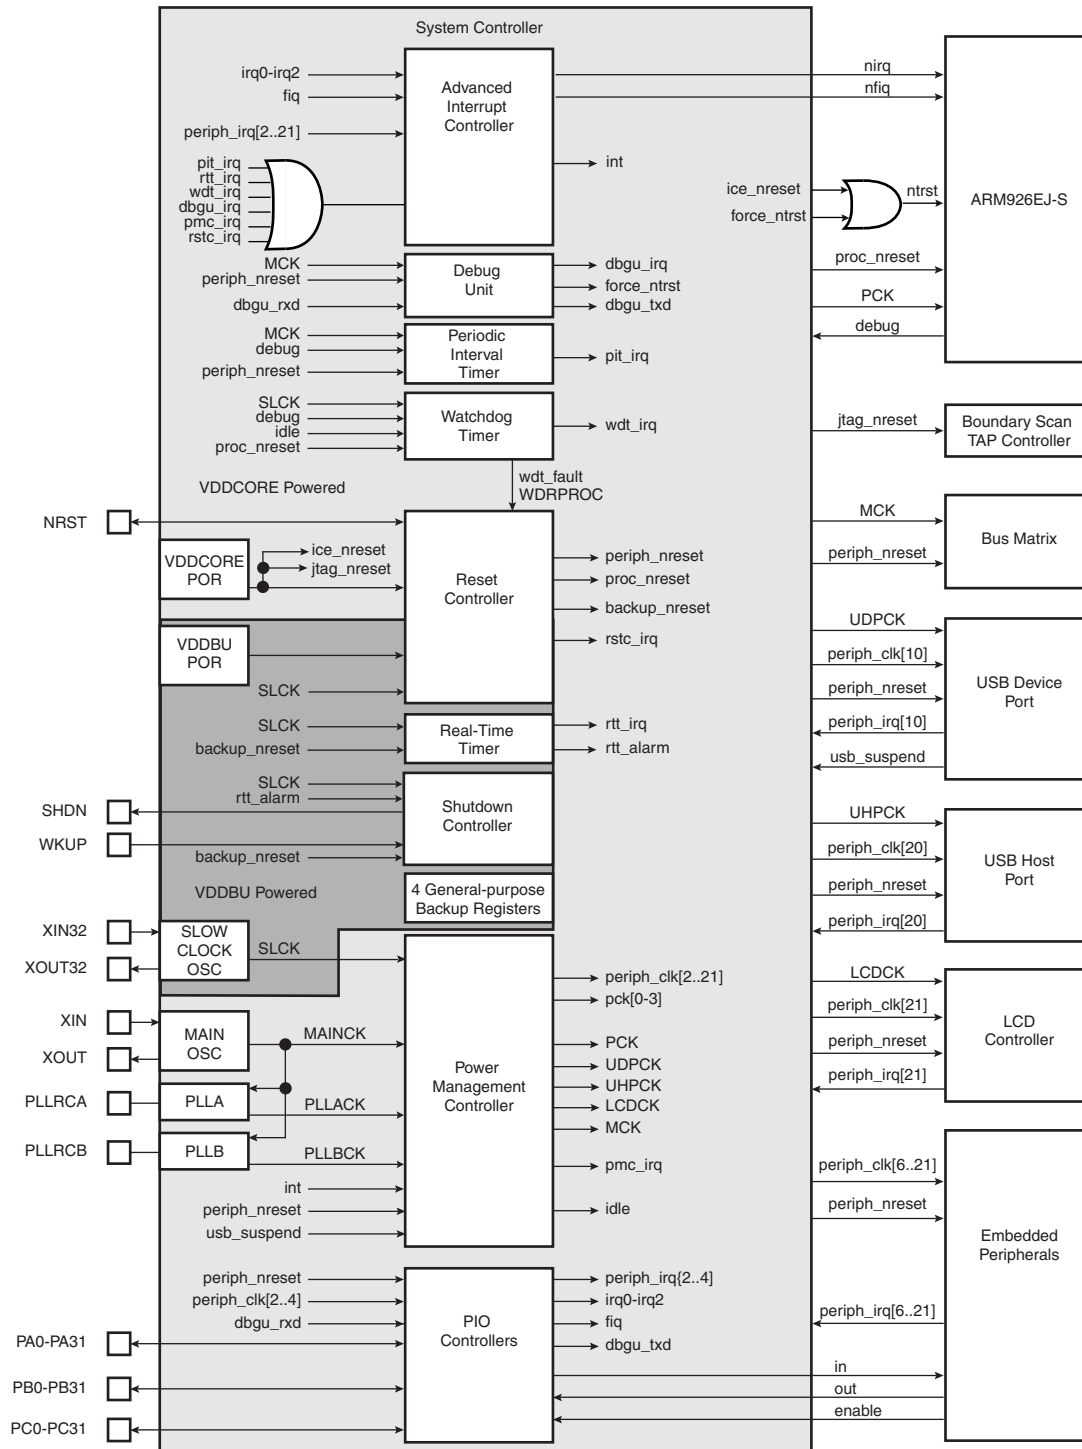 System Controller
irq0-irq2
fiq
periph_irq[2..21]
pit_irq
rtt_irq
wdt_irq
dbgu_irq
pmc_irq
rstc_irq
Advanced
Interrupt
Controller
int
nirq
nfiq
ice_nreset
force_ntrst
ntrst
ARM926EJ-S
proc_nreset
PCK
debug
MCK
periph_nreset
dbgu_rxd
Debug
Unit
dbgu_irq
force_ntrst
dbgu_txd
MCK
debug
periph_nreset
Periodic
Interval
Timer
pit_irq
SLCK
debug
idle
proc_nreset
Watchdog
Timer
wdt_irq
jtag_nreset
Boundary Scan
TAP Controller
wdt_fault
WDRPROC
VDDCORE Powered
NRST
VDDCORE
POR
ice_nreset
jtag_nreset
Reset
Controller
periph_nreset
proc_nreset
backup_nreset
rstc_irq
MCK
periph_nreset
Bus Matrix
VDDBU
POR
SLCK
UDPCK
periph_clk[10]
periph_nreset
periph_irq[10]
usb_suspend
USB Device
Port
SLCK
backup_nreset
Real-Time
Timer
rtt_irq
rtt_alarm
SLCK
rtt_alarm
SHDN
WKUP
backup_nreset
Shutdown
Controller
UHPCK
periph_clk[20]
periph_nreset
periph_irq[20]
USB Host
Port
VDDBU Powered
4 General-purpose
Backup Registers
XIN32
XOUT32
SLOW
CLOCK
OSC
SLCK
XIN
XOUT
MAIN
OSC
MAINCK
PLLRCA
PLLA
PLLACK
PLLRCB
PLLB
PLLBCK
int
periph_nreset
usb_suspend
Power
Management
Controller
periph_clk[2..21]
pck[0-3]
PCK
UDPCK
UHPCK
LCDCK
MCK
pmc_irq
idle
LCDCK
periph_clk[21]
periph_nreset
periph_irq[21]
LCD
Controller
periph_clk[6..21]
periph_nreset
periph_irq[6..21]
in
out
enable
Embedded
Peripherals
periph_nreset
periph_clk[2..4]
dbgu_rxd
PA0-PA31
PB0-PB31
PC0-PC31
PIO
Controllers
periph_irq{2..4]
irq0-irq2
fiq
dbgu_txd